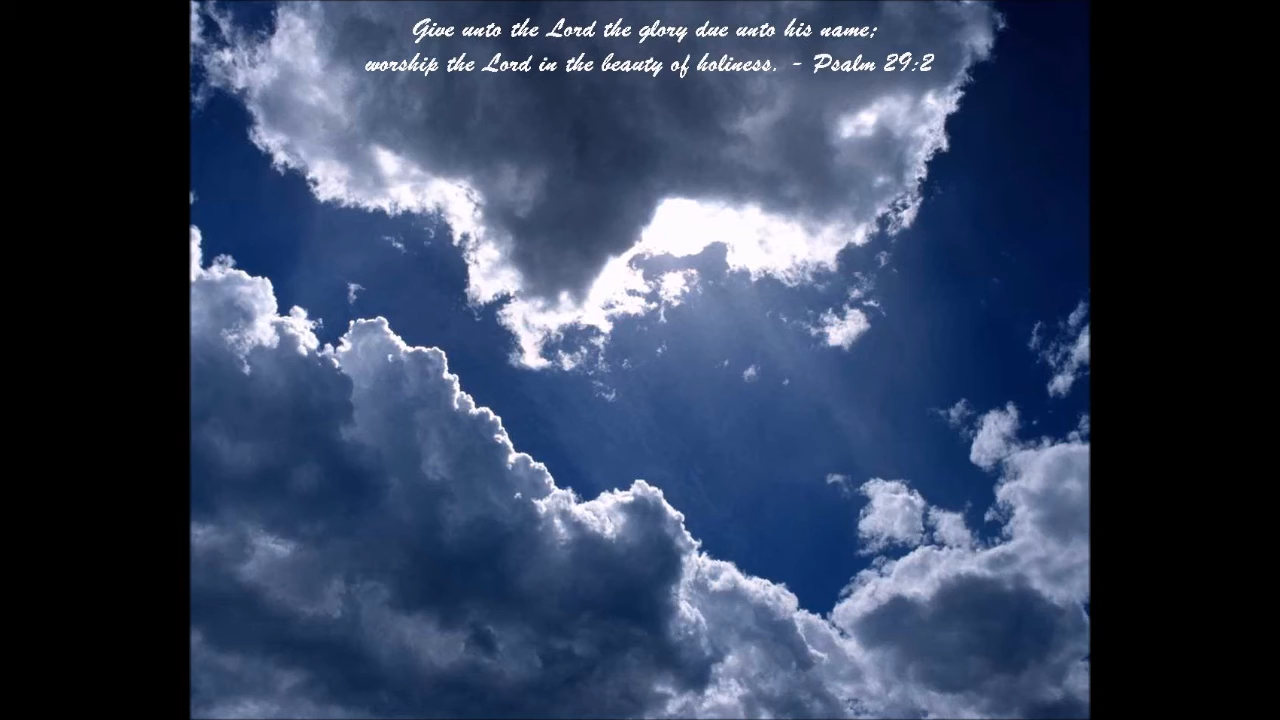 Give unto the Lord the glory due unto his name;
worship the Lord in the beauty of holiness. - Psalm 29:2